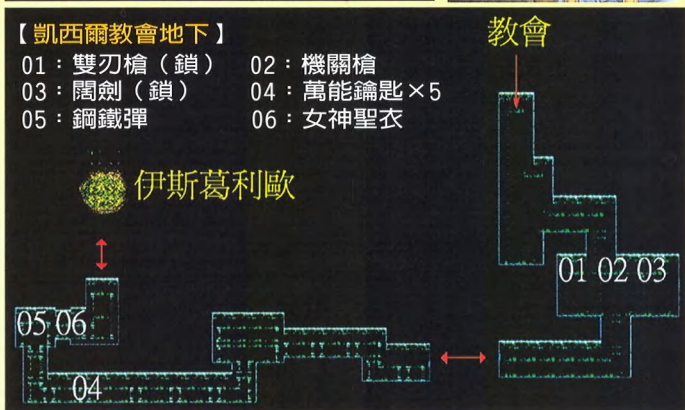 【凱西爾教會地下】
01：雙刃槍（鎖） 02：機關槍
03：闊劍（鎖） 04：萬能鑰匙×5
05：鋼鐵彈 06：女神聖衣
教會
伊斯葛利歐
01 02 03
05 06
04